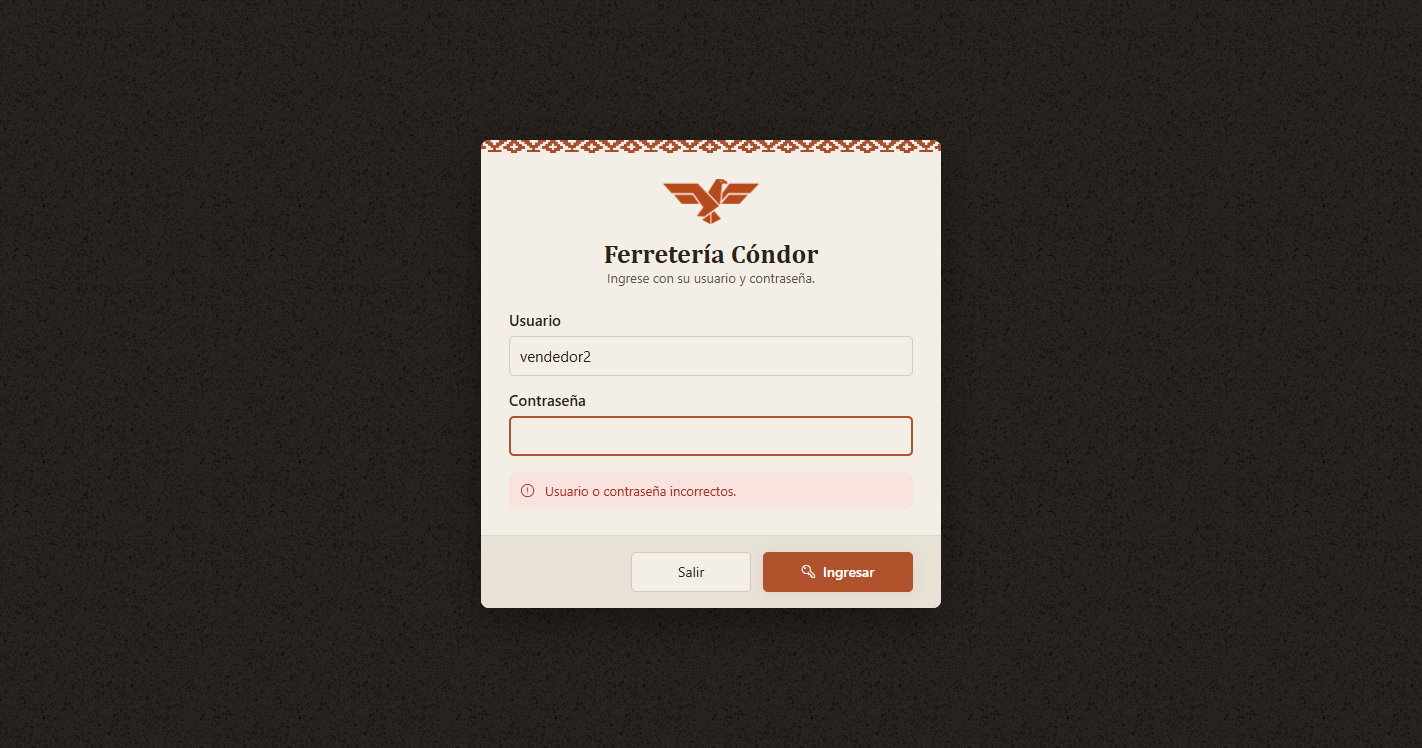 Ferretería Cóndor
Ingrese con su usuario y contraseña.
Usuario
vendedor2
Contraseña
Usuario o contraseña incorrectos.
Salir
Ingresar